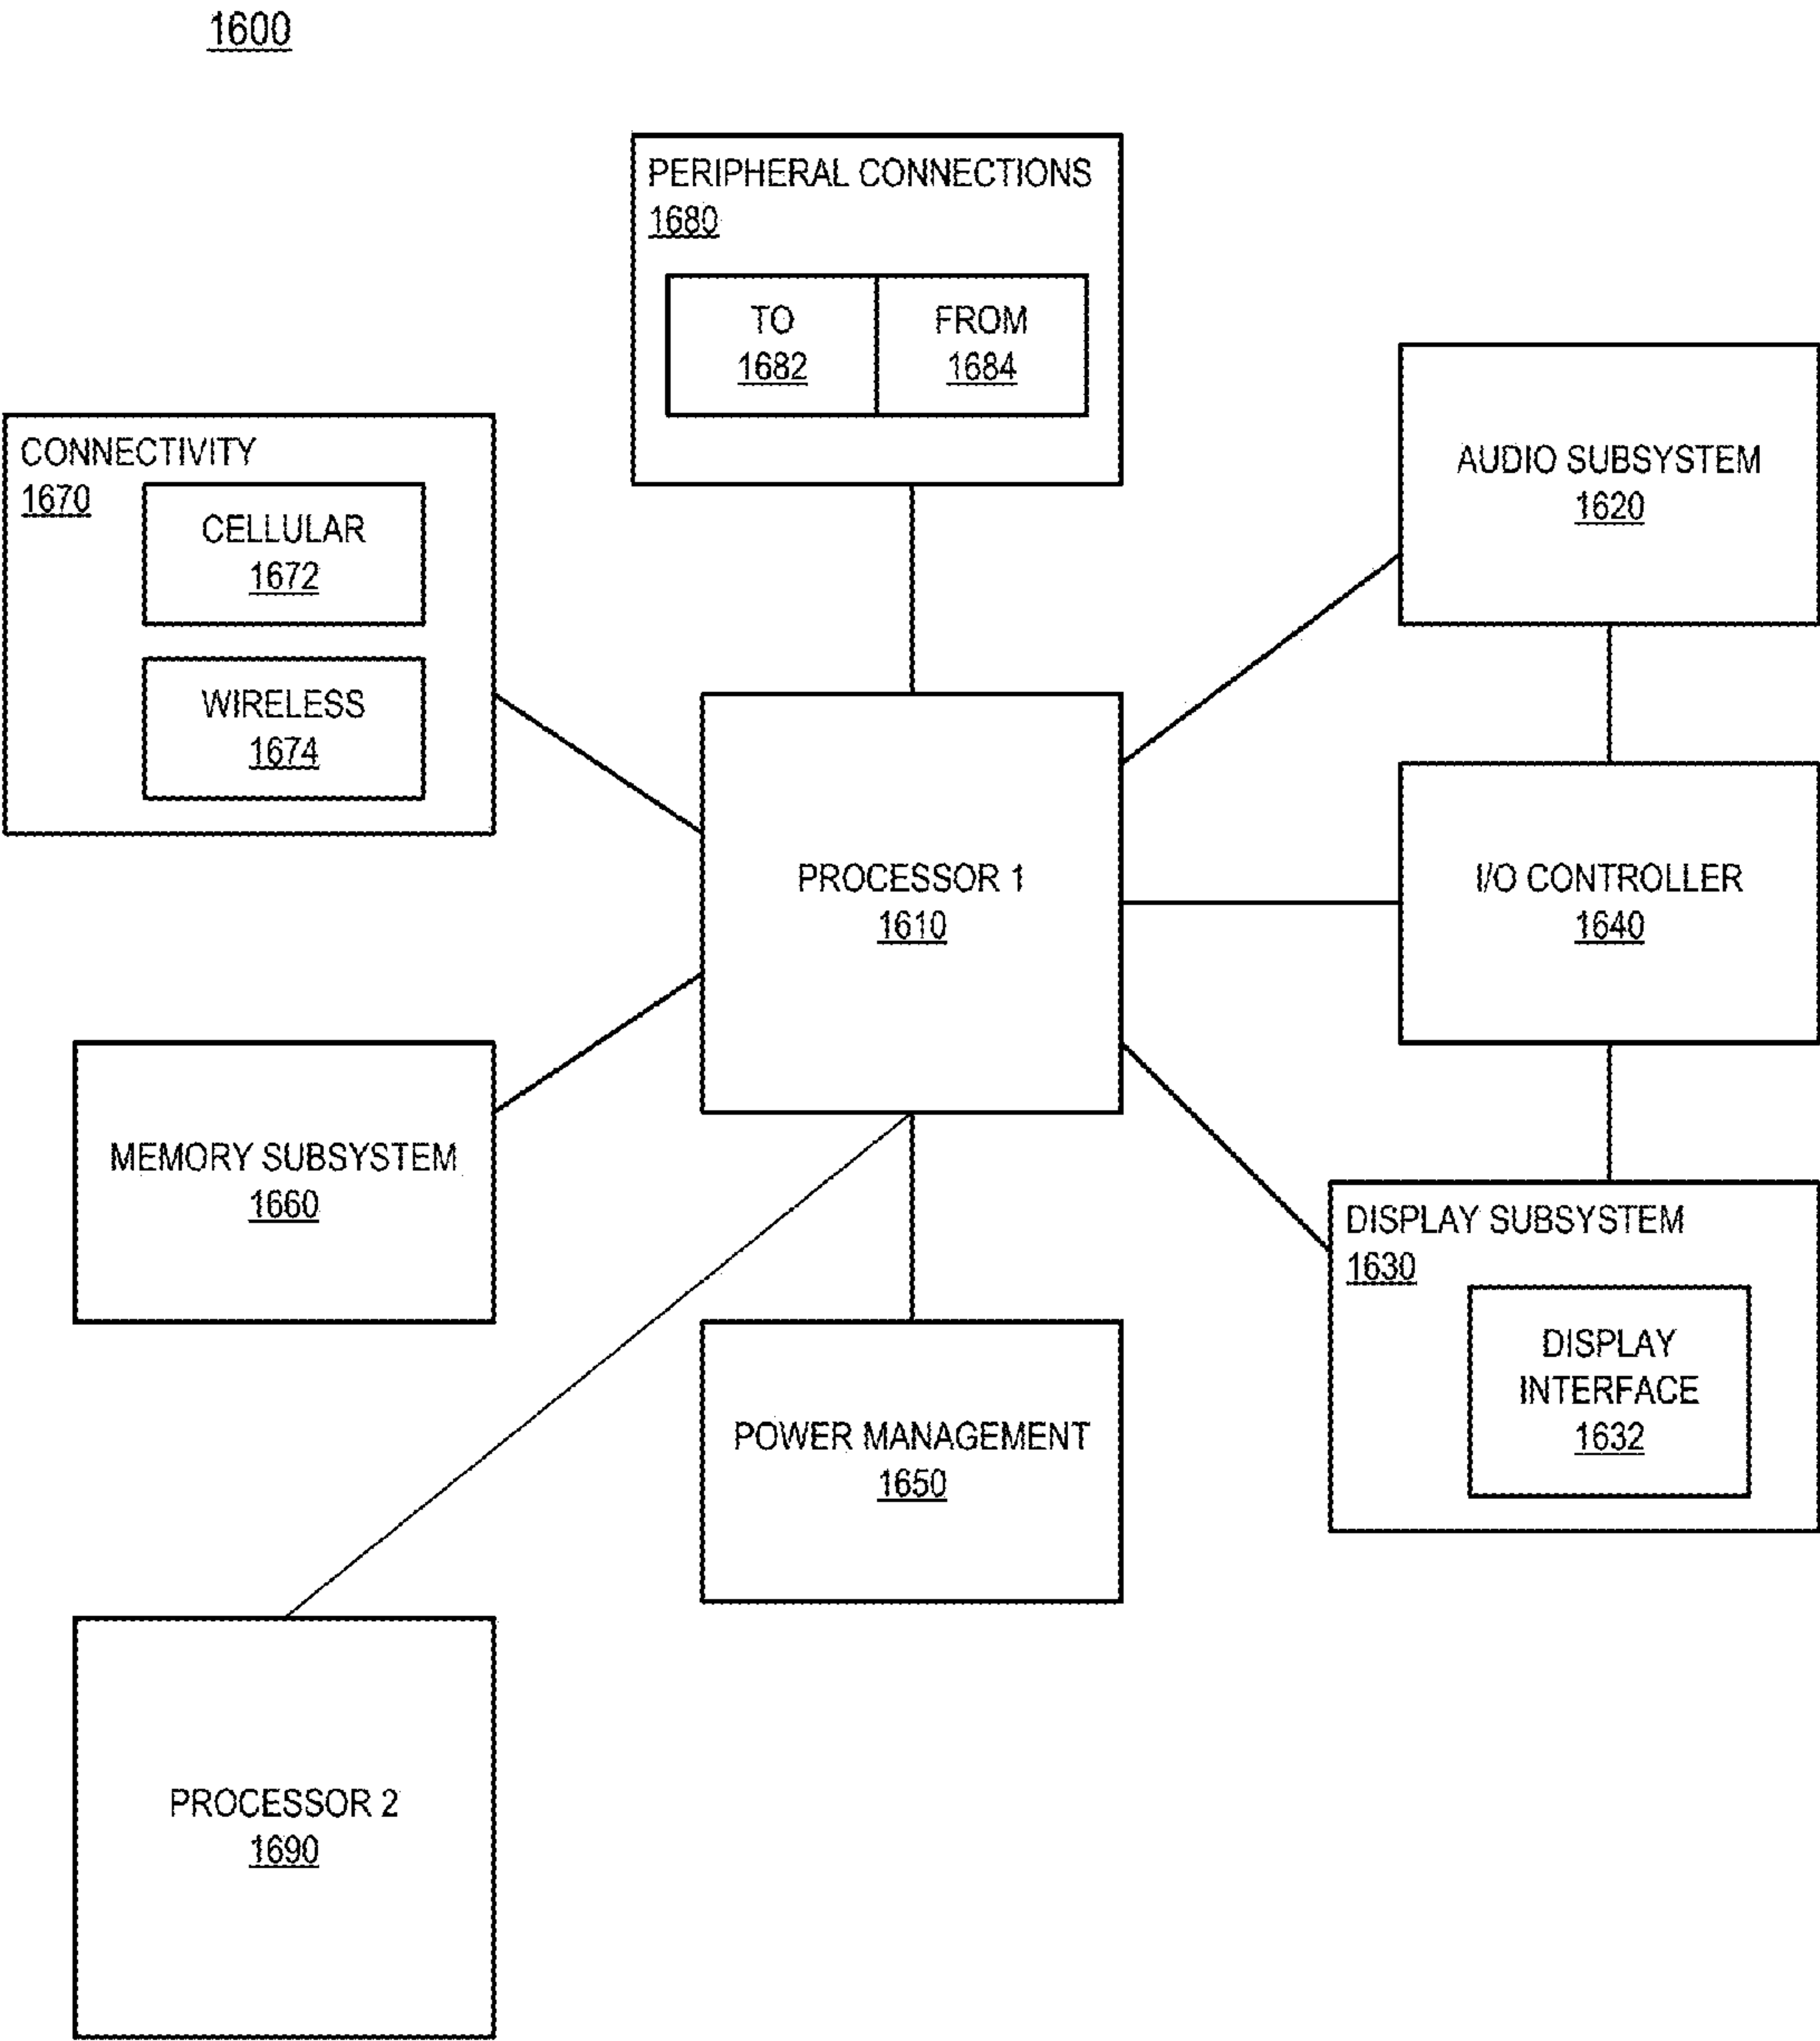 1600
PERIPHERAL CONNECTIONS
1680
TO
1682
FROM
1684
CONNECTIVITY
1670
CELLULAR
1672
WIRELESS
1674
AUDIO SUBSYSTEM
1620
PROCESSOR 1
1610
I/O CONTROLLER
1640
MEMORY SUBSYSTEM
1660
DISPLAY SUBSYSTEM
1630
DISPLAY
INTERFACE
1632
POWER MANAGEMENT
1650
PROCESSOR 2
1690